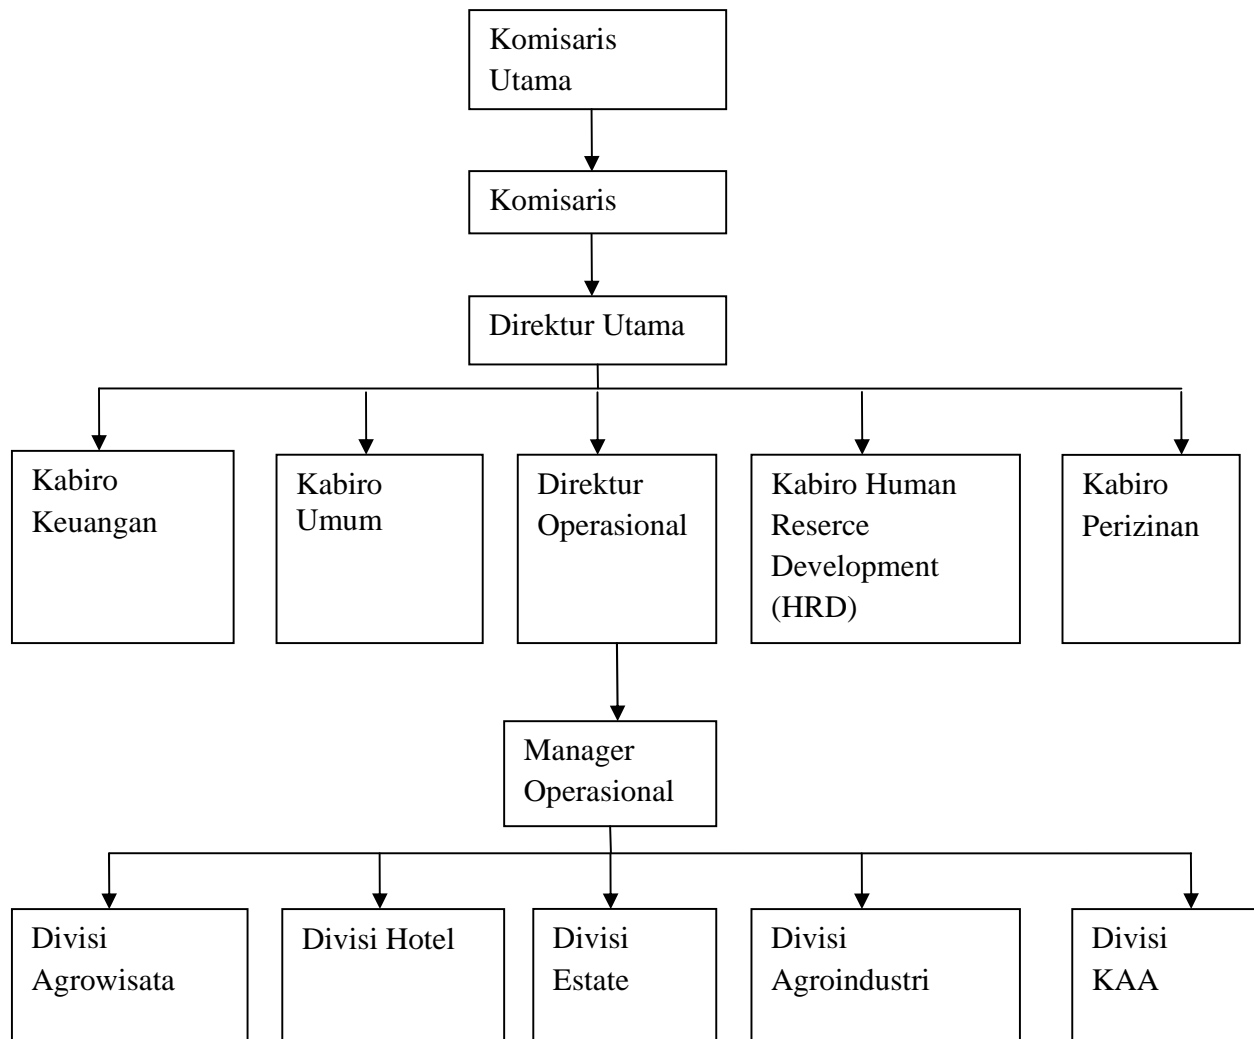 Komisaris
Utama
Komisaris
Direktur Utama
Kabiro
Keuangan
Kabiro
Umum
Direktur
Operasional
Kabiro Human
Reserce
Development
(HRD)
Kabiro
Perizinan
Manager
Operasional
Divisi
Agrowisata
Divisi Hotel
Divisi
Estate
Divisi
Agroindustri
Divisi
KAA